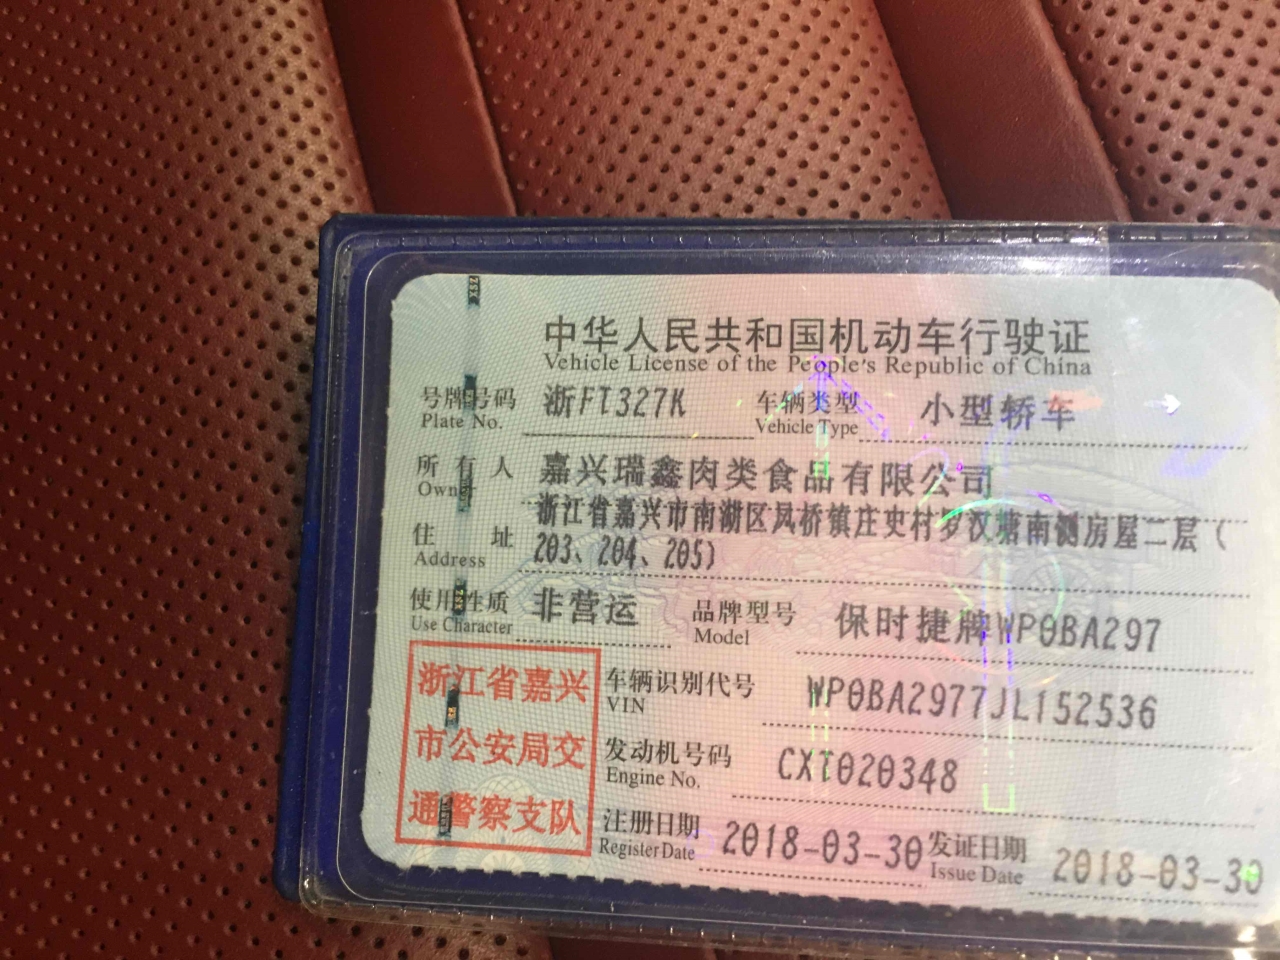 中华人民共和国机动车行驶证
Vehicle License of the People's Republic of China
号牌号码 浙FT327K 车辆类型 小型轿车
Plate No. Vehicle Type
所有人 嘉兴瑞鑫肉类食品有限公司
Owner
住址 浙江省嘉兴市南湖区凤桥镇庄史村罗汉塘南侧房屋二层（
Address 203、204、205)
使用性质 非营运 品牌型号 保时捷牌WP0BA297
Use Character Model
浙江省嘉兴
市公安局交
通警察支队
车辆识别代号 WP0BA2977JL152536
VIN
发动机号码 CXT020348
Engine No.
注册日期 2018-03-30 发证日期 2018-03-30
Register Date Issue Date